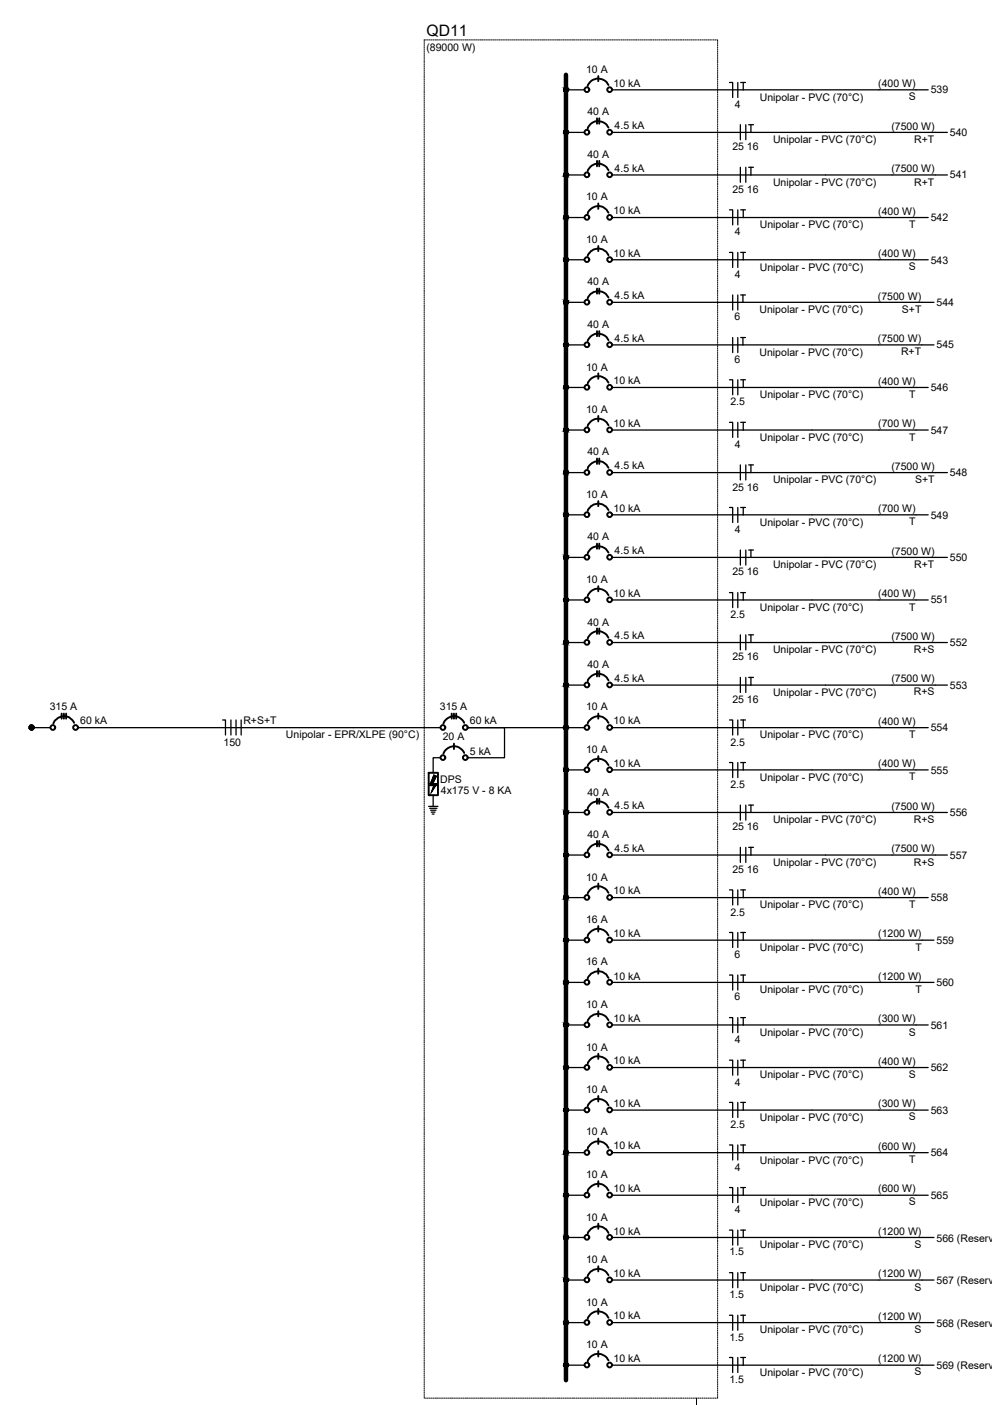 QD11
(89000 W)
10 A
10 kA
4
Unipolar - PVC (70°C)
(400 W)
S
539
40 A
4.5 kA
25 16
Unipolar - PVC (70°C)
(7500 W)
R+T
540
40 A
4.5 kA
25 16
Unipolar - PVC (70°C)
(7500 W)
R+T
541
10 A
10 kA
4
Unipolar - PVC (70°C)
(400 W)
T
542
10 A
10 kA
4
Unipolar - PVC (70°C)
(400 W)
S
543
40 A
4.5 kA
6
Unipolar - PVC (70°C)
(7500 W)
S+T
544
40 A
4.5 kA
6
Unipolar - PVC (70°C)
(7500 W)
R+T
545
10 A
10 kA
2.5
Unipolar - PVC (70°C)
(400 W)
T
546
10 A
10 kA
4
Unipolar - PVC (70°C)
(700 W)
T
547
40 A
4.5 kA
25 16
Unipolar - PVC (70°C)
(7500 W)
S+T
548
10 A
10 kA
4
Unipolar - PVC (70°C)
(700 W)
T
549
40 A
4.5 kA
25 16
Unipolar - PVC (70°C)
(7500 W)
R+T
550
10 A
10 kA
2.5
Unipolar - PVC (70°C)
(400 W)
T
551
40 A
4.5 kA
25 16
Unipolar - PVC (70°C)
(7500 W)
R+S
552
40 A
4.5 kA
25 16
Unipolar - PVC (70°C)
(7500 W)
R+S
553
315 A
60 kA
R+S+T
150
Unipolar - EPR/XLPE (90°C)
315 A
60 kA
20 A
5 kA
DPS
4x175 V - 8 KA
10 A
10 kA
2.5
Unipolar - PVC (70°C)
(400 W)
T
554
10 A
10 kA
2.5
Unipolar - PVC (70°C)
(400 W)
T
555
40 A
4.5 kA
25 16
Unipolar - PVC (70°C)
(7500 W)
R+S
556
40 A
4.5 kA
25 16
Unipolar - PVC (70°C)
(7500 W)
R+S
557
10 A
10 kA
2.5
Unipolar - PVC (70°C)
(400 W)
T
558
16 A
10 kA
6
Unipolar - PVC (70°C)
(1200 W)
T
559
16 A
10 kA
6
Unipolar - PVC (70°C)
(1200 W)
T
560
10 A
10 kA
4
Unipolar - PVC (70°C)
(300 W)
S
561
10 A
10 kA
4
Unipolar - PVC (70°C)
(400 W)
S
562
10 A
10 kA
2.5
Unipolar - PVC (70°C)
(300 W)
S
563
10 A
10 kA
4
Unipolar - PVC (70°C)
(600 W)
T
564
10 A
10 kA
4
Unipolar - PVC (70°C)
(600 W)
S
565
10 A
10 kA
1.5
Unipolar - PVC (70°C)
(1200 W)
S
566 (Reserv
10 A
10 kA
1.5
Unipolar - PVC (70°C)
(1200 W)
S
567 (Reserv
10 A
10 kA
1.5
Unipolar - PVC (70°C)
(1200 W)
S
568 (Reserv
10 A
10 kA
1.5
Unipolar - PVC (70°C)
(1200 W)
S
569 (Reserv